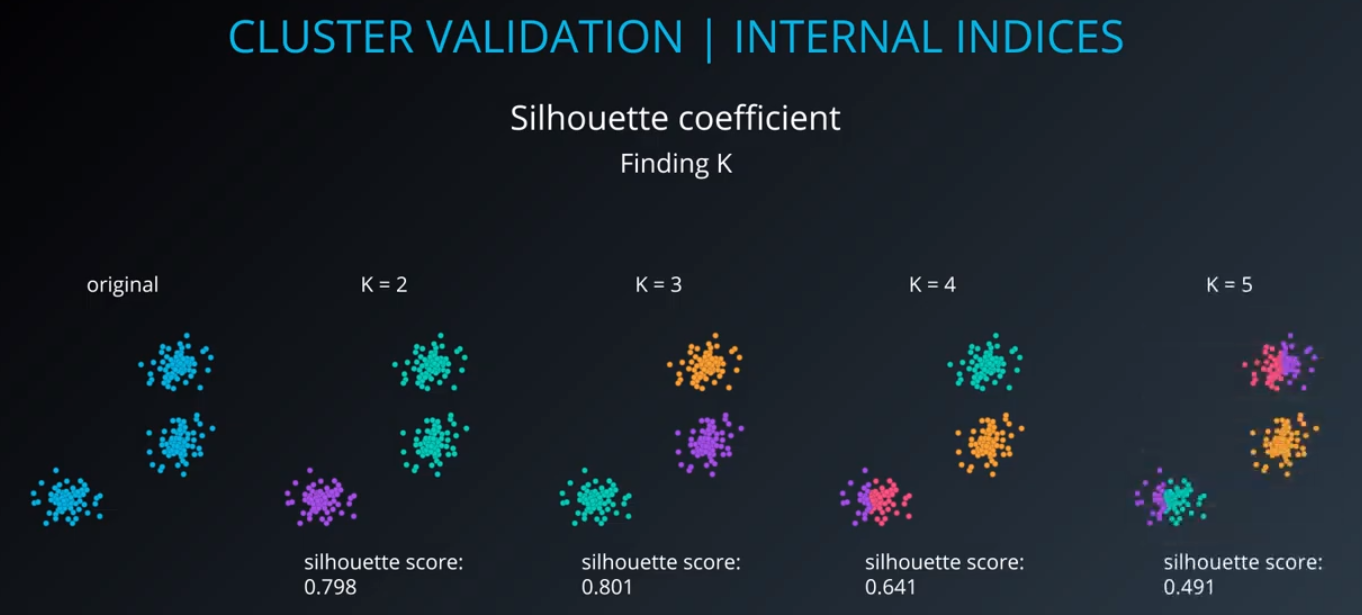 CLUSTER VALIDATION | INTERNAL INDICES
Silhouette coefficient
Finding K
original
K = 2
K = 3
K = 4
K = 5
silhouette score:
0.798
silhouette score:
0.801
silhouette score:
0.641
silhouette score:
0.491